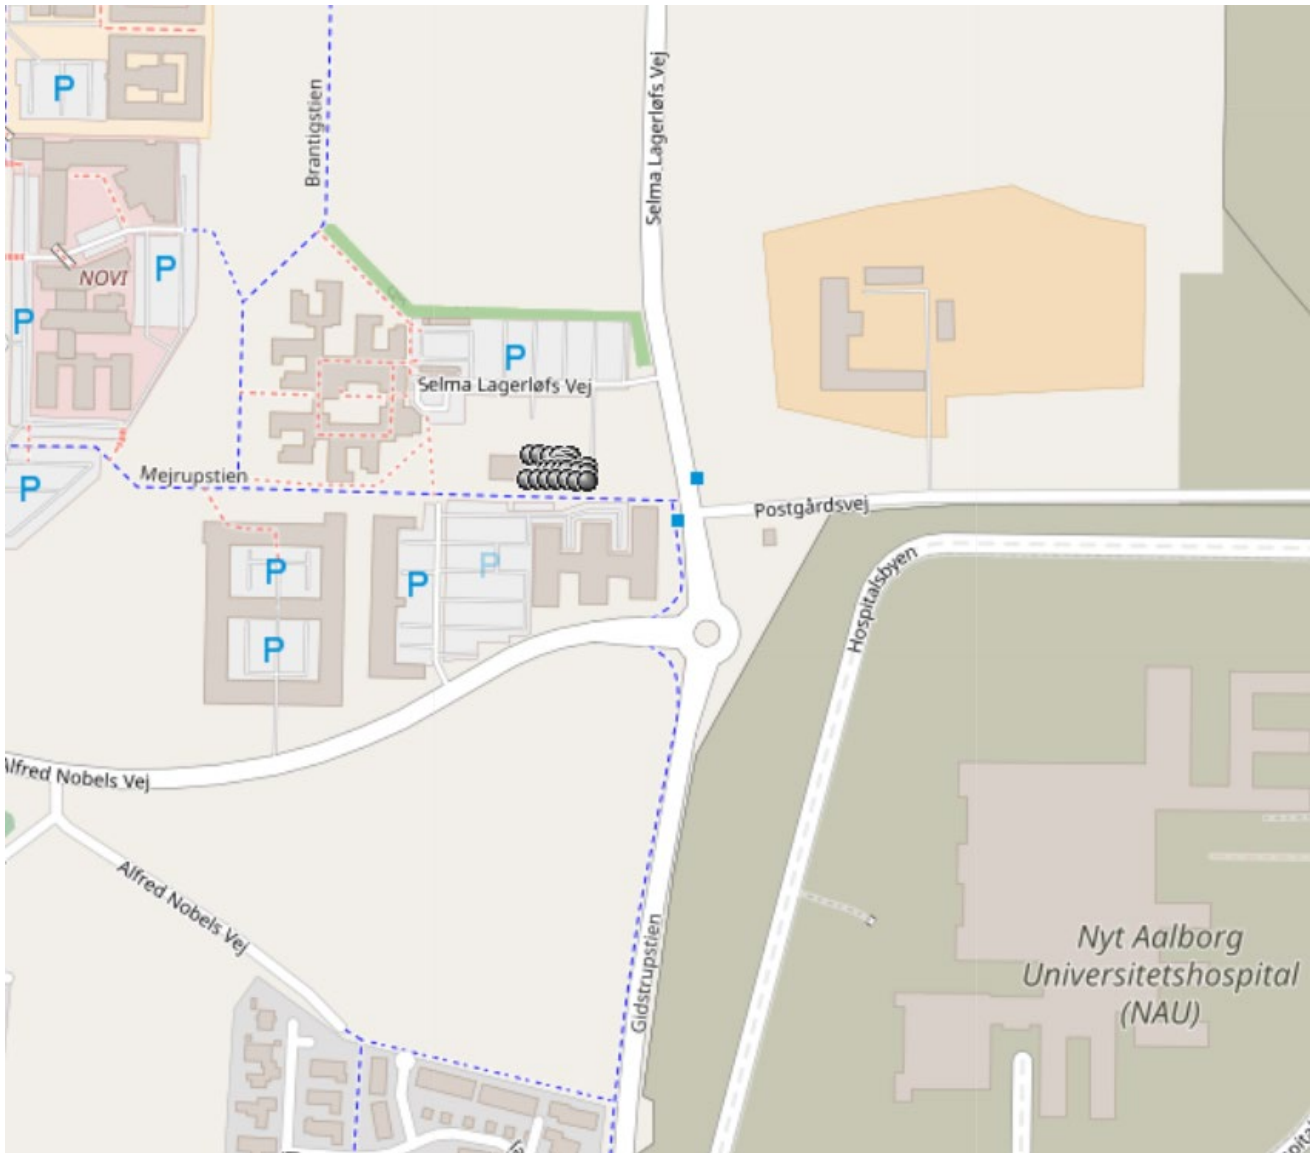 P
Brantigstien
Selma Lagerløfs Vej
NOVI
P
P
P
Selma Lagerløfs Vej
Mejrupstien
P
Postgårdsvej
P
P
P
Hospitalsbyen
P
Alfred Nobels Vej
Alfred Nobels Vej
Gidstrupstien
Nyt Aalborg
Universitetshospital
(NAU)